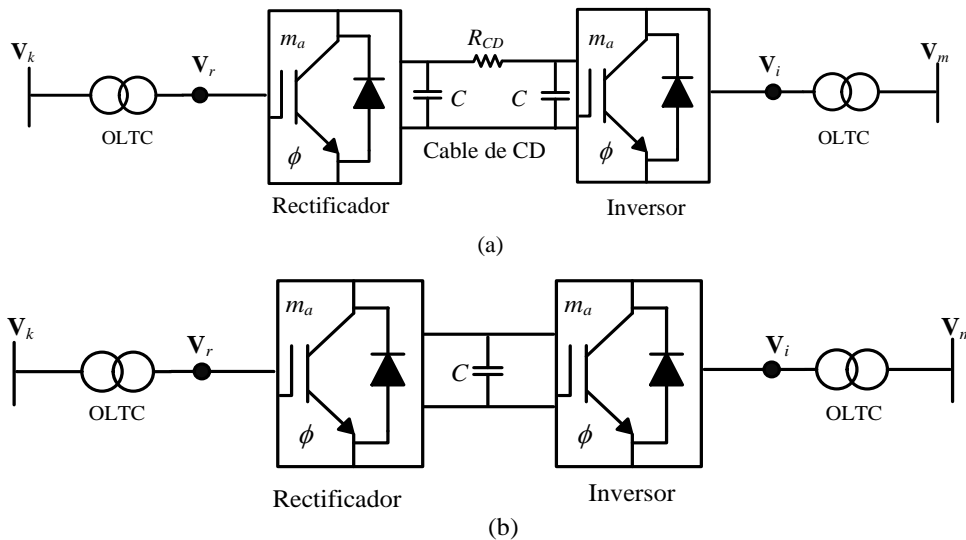 V_k
OLTC
V_r
m_a
ϕ
Rectificador
R_CD
C
C
Cable de CD
m_a
ϕ
Inversor
V_i
OLTC
V_m
(a)
V_k
OLTC
V_r
m_a
ϕ
Rectificador
C
m_a
ϕ
Inversor
V_i
OLTC
V_m
(b)